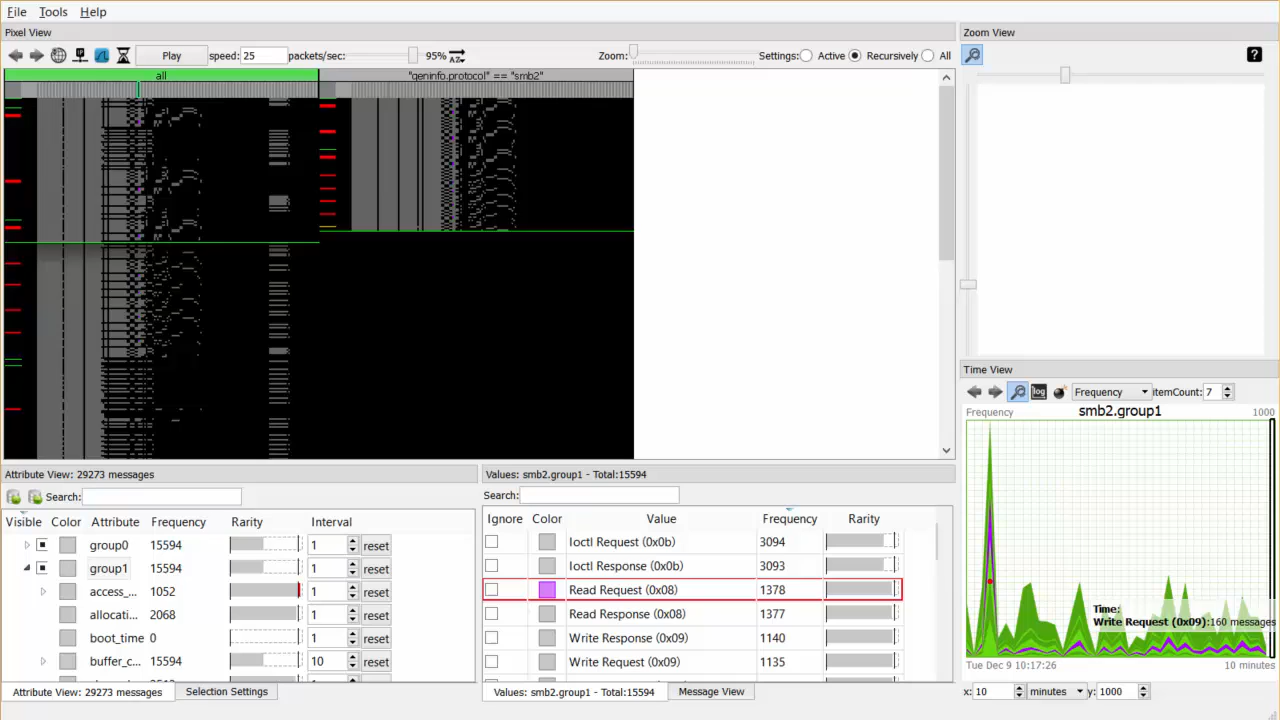 File Tools Help
Pixel View
Play speed: 25 packets/sec: 95% AZ Zoom: Settings: Active Recursively All
all "geninfo.protocol" == "smb2"
Zoom View
?
Time View
log Frequency itemCount: 7
Frequency smb2.group1 1000
Time:
Write Request (0x09):160 messages
Tue Dec 9 10:17:26 10 minutes
x: 10 minutes y: 1000
Attribute View: 29273 messages
Search:
Visible Color Attribute Frequency Rarity Interval
group0 15594 1 reset
group1 15594 1 reset
access_... 1052 1 reset
allocati... 2068 1 reset
boot_time 0 1 reset
buffer_c... 15594 10 reset
Attribute View: 29273 messages Selection Settings
Values: smb2.group1 - Total:15594
Search:
Ignore Color Value Frequency Rarity
Ioctl Request (0x0b) 3094
Ioctl Response (0x0b) 3093
Read Request (0x08) 1378
Read Response (0x08) 1377
Write Response (0x09) 1140
Write Request (0x09) 1135
Values: smb2.group1 - Total:15594 Message View